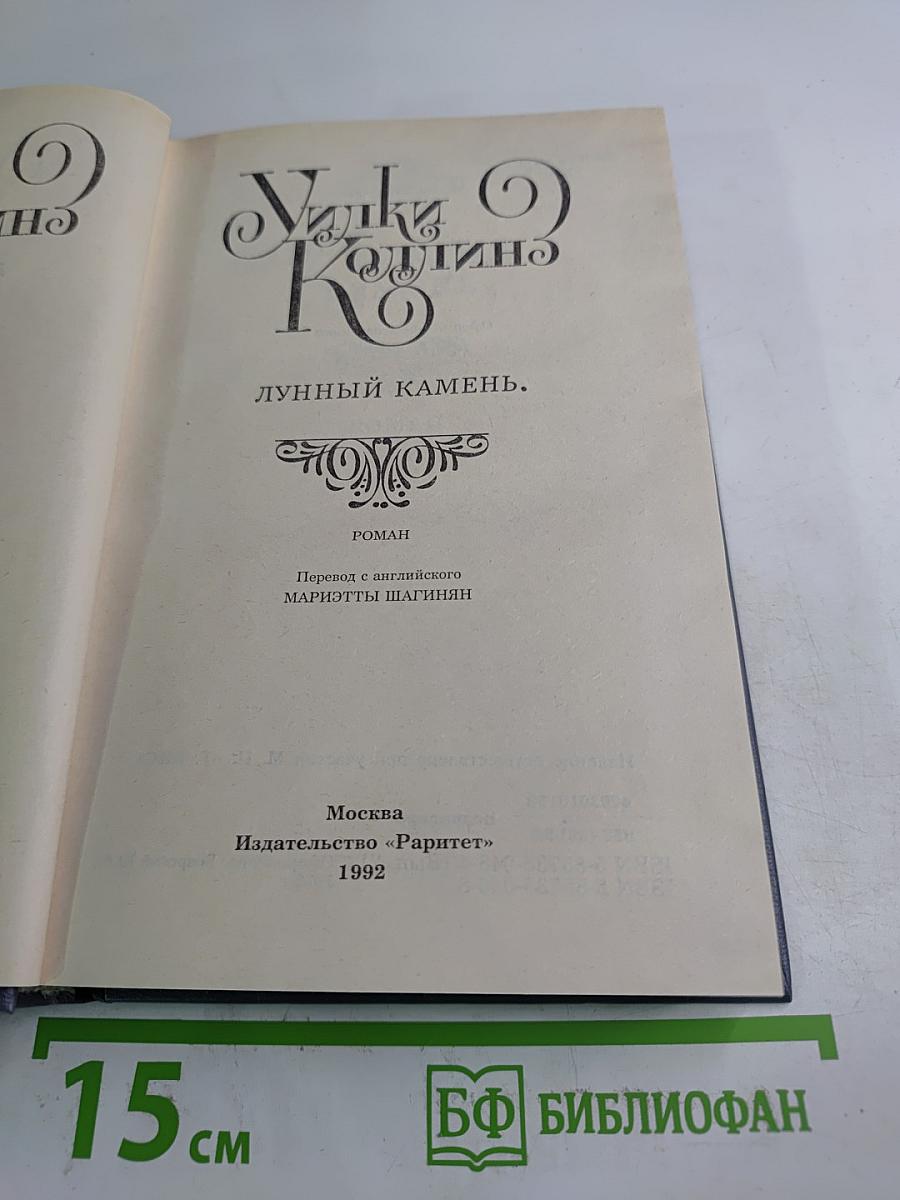 Уилки
Коллинз
ЛУННЫЙ КАМЕНЬ.
РОМАН
Перевод с английского
МАРИЭТТЫ ШАГИНЯН
Москва
Издательство «Раритет»
1992
15 см
БФ БИБЛИОФАН